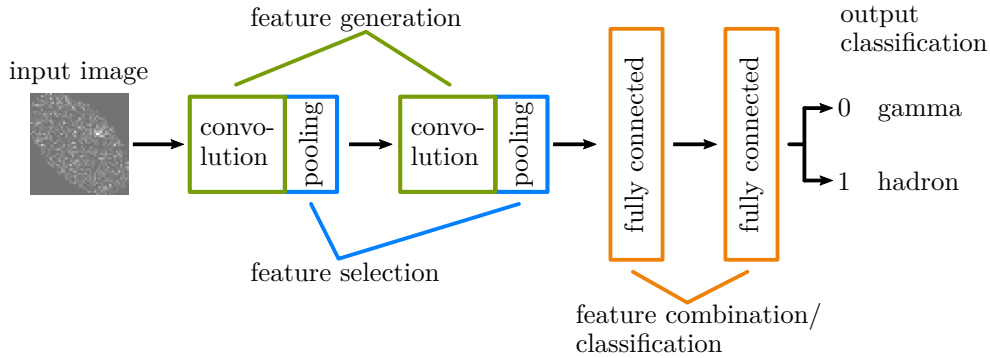 feature generation
output
classification
input image
convo-
lution
pooling
convo-
lution
pooling
fully connected
fully connected
0 gamma
1 hadron
feature selection
feature combination/
classification